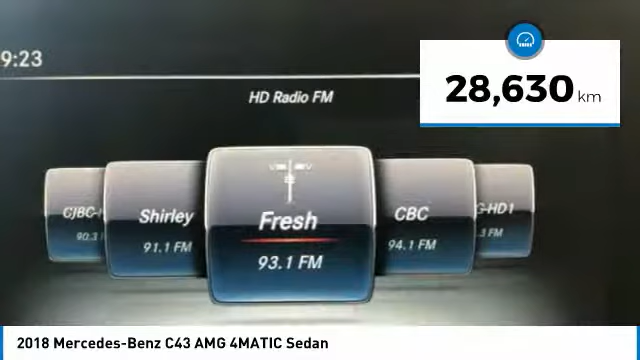 9:23
28,630 km
HD Radio FM
Shirley
Fresh
CBC
90.3
91.1 FM
93.1 FM
94.1 FM
2018 Mercedes-Benz C43 AMG 4MATIC Sedan